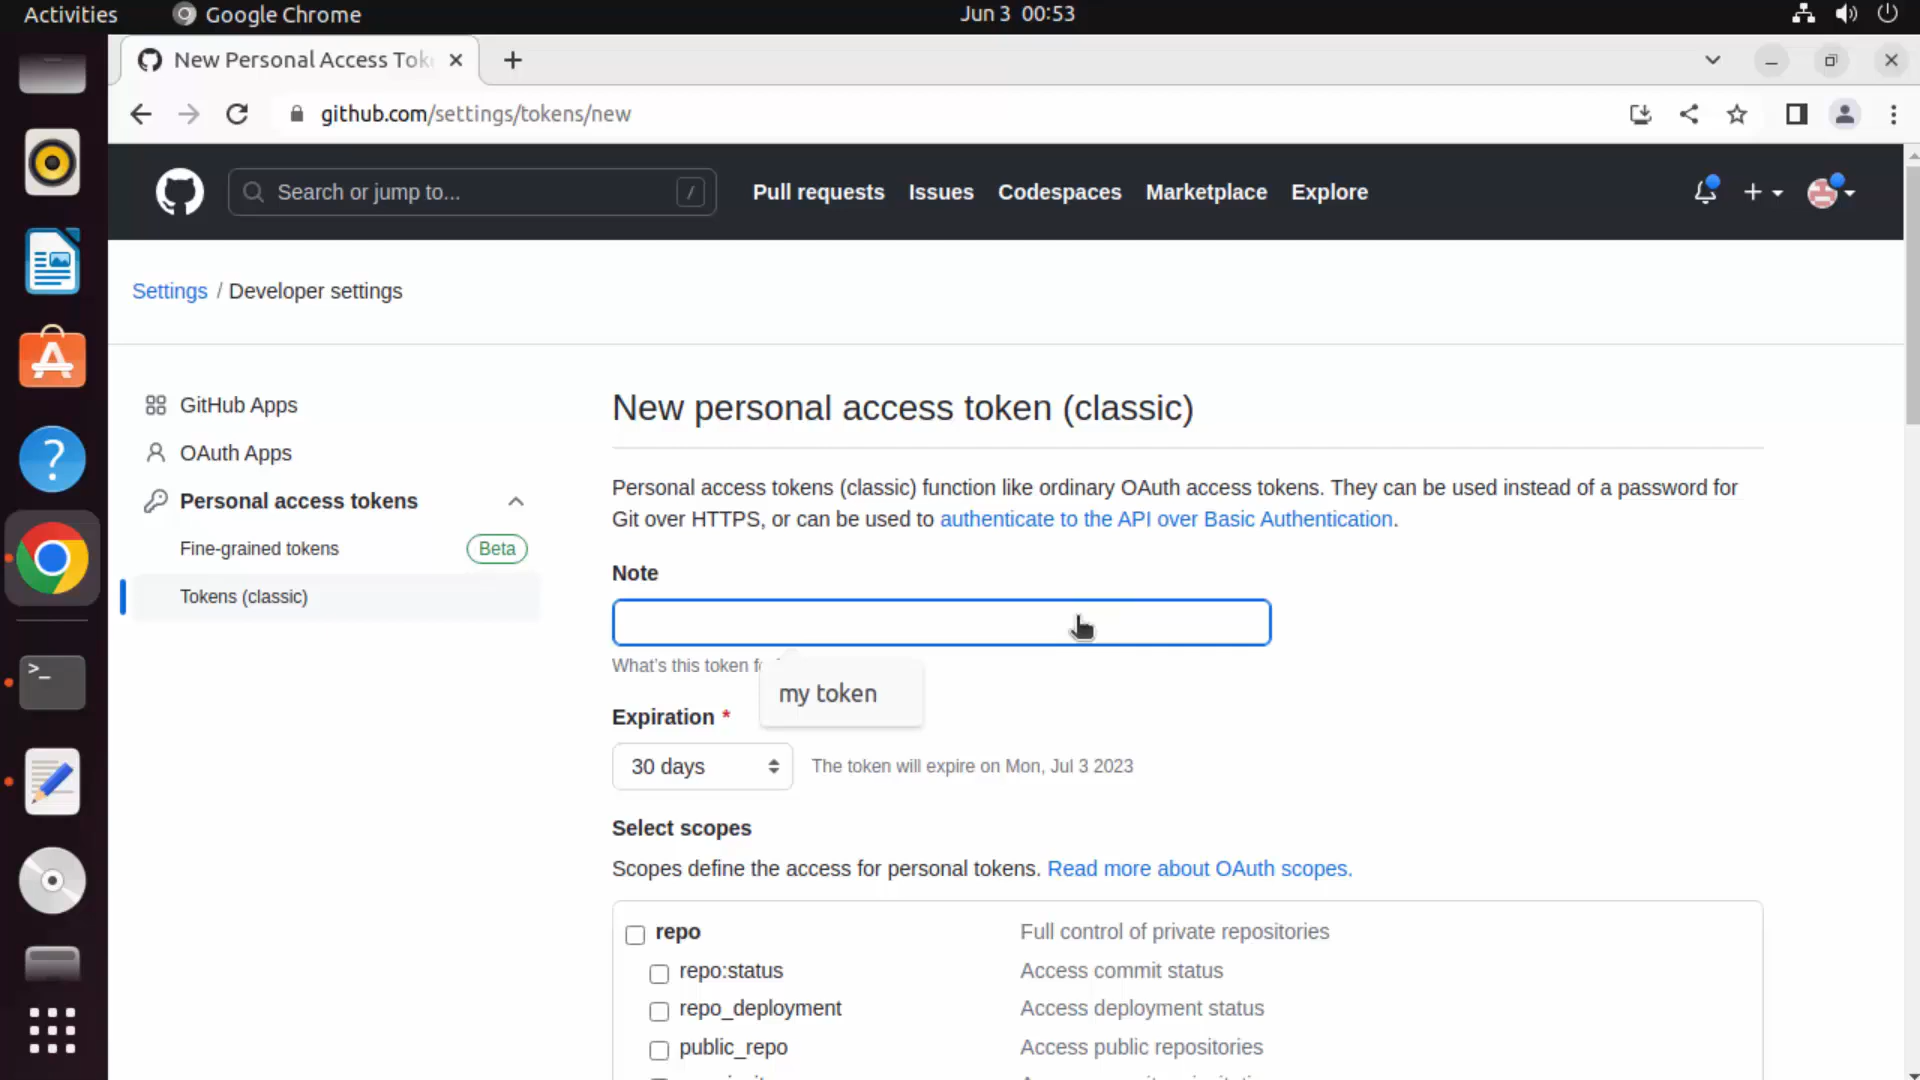 Activities
Google Chrome
Jun 3 00:53
New Personal Access Tok
github.com/settings/tokens/new
Search or jump to...
/
Pull requests
Issues
Codespaces
Marketplace
Explore
Settings / Developer settings
GitHub Apps
OAuth Apps
Personal access tokens
Fine-grained tokens
Beta
Tokens (classic)
New personal access token (classic)
Personal access tokens (classic) function like ordinary OAuth access tokens. They can be used instead of a password for
Git over HTTPS, or can be used to authenticate to the API over Basic Authentication.
Note
What's this token
my token
Expiration *
30 days
The token will expire on Mon, Jul 3 2023
Select scopes
Scopes define the access for personal tokens. Read more about OAuth scopes.
repo
Full control of private repositories
repo:status
Access commit status
repo_deployment
Access deployment status
public_repo
Access public repositories